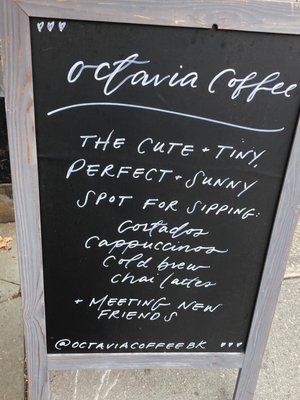 octavia coffee
THE CUTE + TINY,
PERFECT + SUNNY
SPOT FOR SIPPING:
cortados
cappuccinos
cold brew
chai lattes
+ MEETING NEW
FRIENDS
@OCTAVIACOFFEEBK